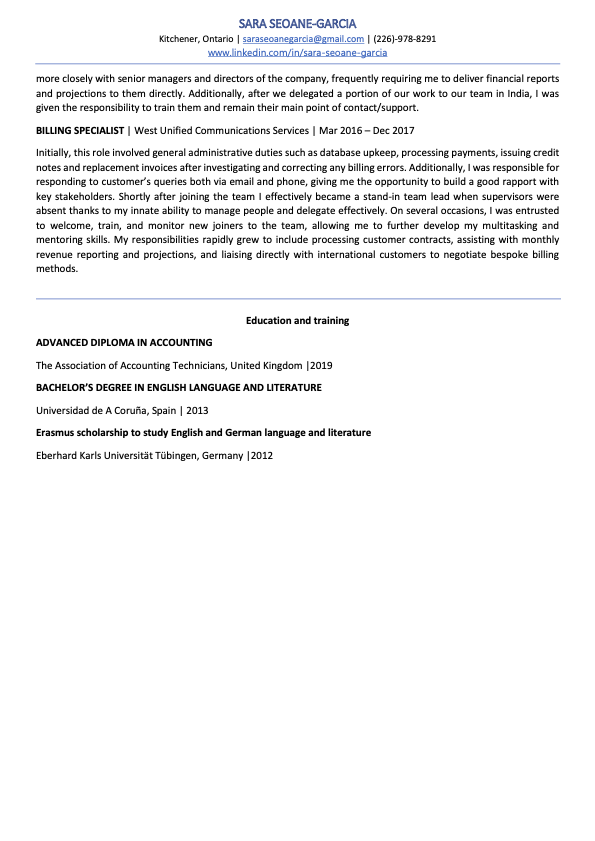 SARA SEOANE-GARCIA
Kitchener, Ontario | saraseoanegarcia@gmail.com | (226)-978-8291
www.linkedin.com/in/sara-seoane-garcia
more closely with senior managers and directors of the company, frequently requiring me to deliver financial reports
and projections to them directly. Additionally, after we delegated a portion of our work to our team in India, I was
given the responsibility to train them and remain their main point of contact/support.
BILLING SPECIALIST | West Unified Communications Services | Mar 2016 – Dec 2017
Initially, this role involved general administrative duties such as database upkeep, processing payments, issuing credit
notes and replacement invoices after investigating and correcting any billing errors. Additionally, I was responsible for
responding to customer’s queries both via email and phone, giving me the opportunity to build a good rapport with
key stakeholders. Shortly after joining the team I effectively became a stand-in team lead when supervisors were
absent thanks to my innate ability to manage people and delegate effectively. On several occasions, I was entrusted
to welcome, train, and monitor new joiners to the team, allowing me to further develop my multitasking and
mentoring skills. My responsibilities rapidly grew to include processing customer contracts, assisting with monthly
revenue reporting and projections, and liaising directly with international customers to negotiate bespoke billing
methods.
Education and training
ADVANCED DIPLOMA IN ACCOUNTING
The Association of Accounting Technicians, United Kingdom |2019
BACHELOR’S DEGREE IN ENGLISH LANGUAGE AND LITERATURE
Universidad de A Coruña, Spain | 2013
Erasmus scholarship to study English and German language and literature
Eberhard Karls Universität Tübingen, Germany |2012